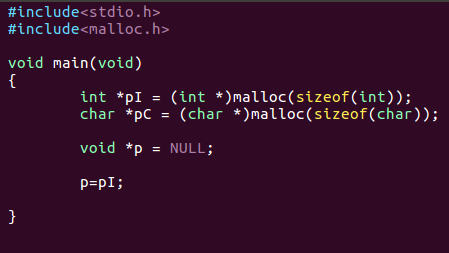 #include<stdio.h>
#include<malloc.h>
void main(void)
{
int *pI = (int *)malloc(sizeof(int));
char *pC = (char *)malloc(sizeof(char));
void *p = NULL;
p=pI;
}